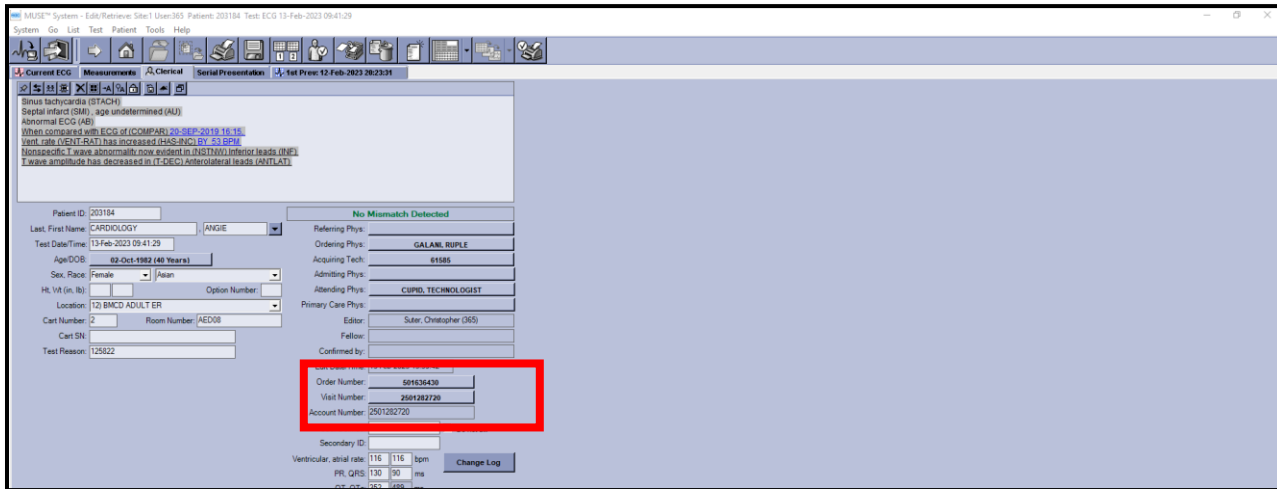 MUSE™ System - Edit/Retrieve: Site:1 User:365 Patient: 203184 Test: ECG 13-Feb-2023 09:41:29
System Go List Test Patient Tools Help
Current ECG Measurements Clerical Serial Presentation 1st Prev: 12-Feb-2023 20:23:31
Sinus tachycardia (STACH)
Septal infarct (SMI) , age undetermined (AU)
Abnormal ECG (AB)
When compared with ECG of (COMPAR) 20-SEP-2019 16:15,
Vent. rate (VENT-RAT) has increased (HAS-INC) BY 53 BPM
Nonspecific T wave abnormality now evident in (NSTNW) Inferior leads (INF)
T wave amplitude has decreased in (T-DEC) Anterolateral leads (ANTLAT)
Patient ID: 203184
Last, First Name: CARDIOLOGY , ANGIE
Test Date/Time: 13-Feb-2023 09:41:29
Age/DOB: 02-Oct-1982 (40 Years)
Sex, Race: Female Asian
Ht, Wt (in, lb): Option Number:
Location: 12) BMCD ADULT ER
Cart Number: 2 Room Number: AED08
Cart SN:
Test Reason: 125822
No Mismatch Detected
Referring Phys:
Ordering Phys: GALANI, RUPLE
Acquiring Tech: 61585
Admitting Phys:
Attending Phys: CUPID, TECHNOLOGIST
Primary Care Phys:
Editor: Suter, Christopher (365)
Fellow:
Confirmed by:
Order Number: 501636430
Visit Number: 2501282720
Account Number: 2501282720
Secondary ID:
Ventricular, atrial rate: 116 116 bpm
Change Log
PR, QRS: 130 90 ms